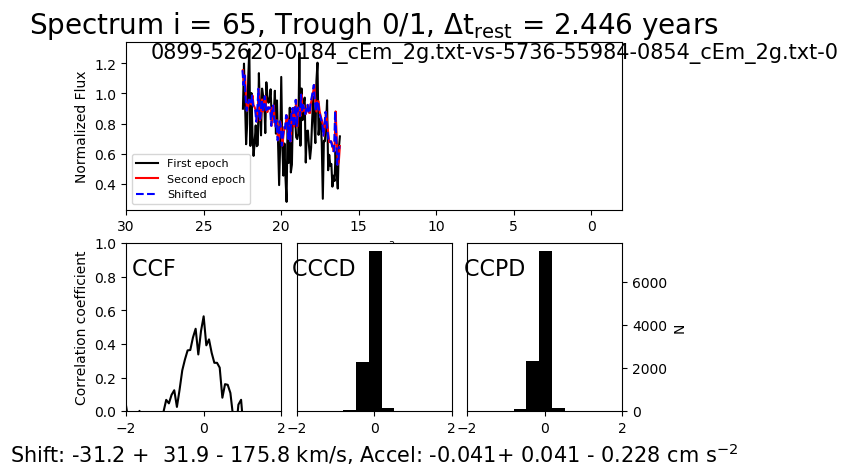 Spectrum i = 65, Trough 0/1, Δt_rest = 2.446 years
0899-52620-0184_cEm_2g.txt-vs-5736-55984-0854_cEm_2g.txt-0
Normalized Flux
1.2
1.0
0.8
0.6
0.4
First epoch
Second epoch
Shifted
30 25 20 15 10 5 0
Correlation coefficient
1.0
0.8
0.6
0.4
0.2
0.0
CCF
CCCD
CCPD
6000
4000
2000
0
N
−2 0 2
−2 0 2
−2 0 2
Shift: -31.2 + 31.9 - 175.8 km/s, Accel: -0.041+ 0.041 - 0.228 cm s⁻²